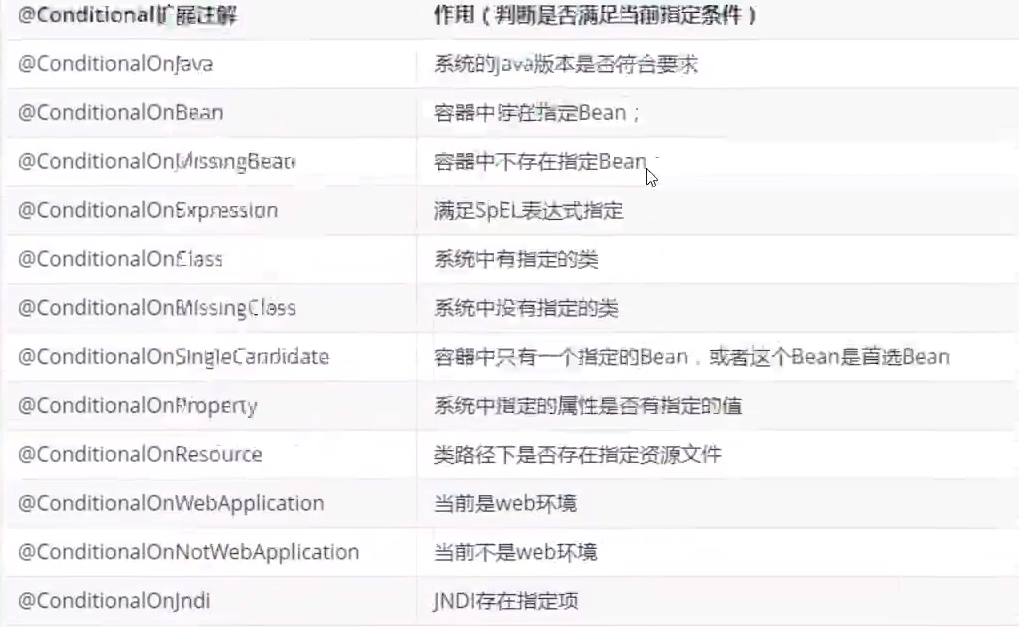 @Conditional扩展注解 作用（判断是否满足当前指定条件）
@ConditionalOnJava 系统的java版本是否符合要求
@ConditionalOnBean 容器中存在指定Bean；
@ConditionalOnMissingBean 容器中不存在指定Bean
@ConditionalOnExpression 满足SpEL表达式指定
@ConditionalOnClass 系统中有指定的类
@ConditionalOnMissingClass 系统中没有指定的类
@ConditionalOnSingleCandidate 容器中只有一个指定的Bean，或者这个Bean是首选Bean
@ConditionalOnProperty 系统中指定的属性是否有指定的值
@ConditionalOnResource 类路径下是否存在指定资源文件
@ConditionalOnWebApplication 当前是web环境
@ConditionalOnNotWebApplication 当前不是web环境
@ConditionalOnJndi JNDI存在指定项